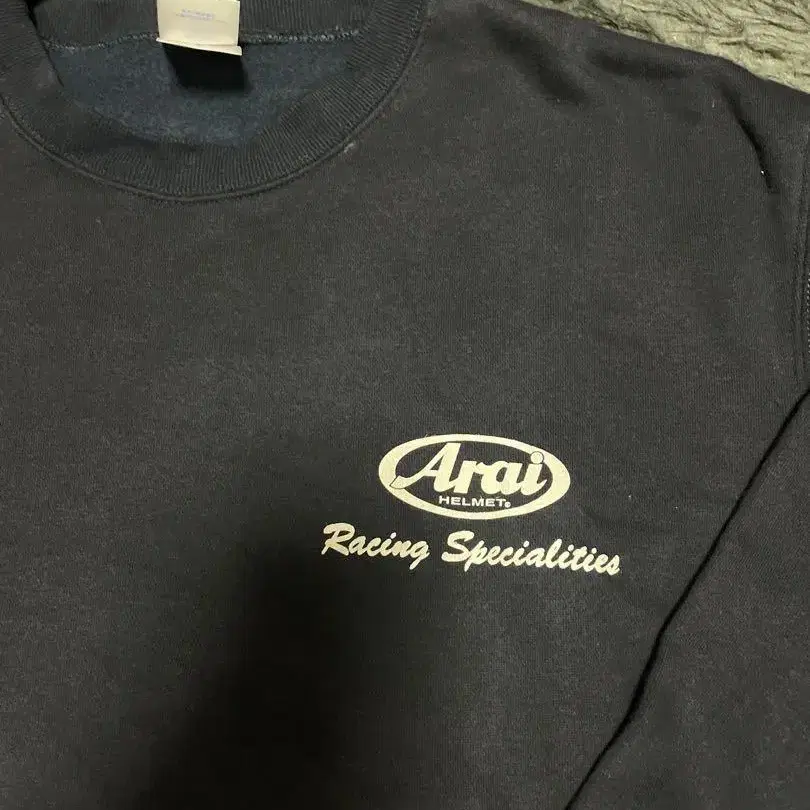 Arai
HELMET
Racing Specialities